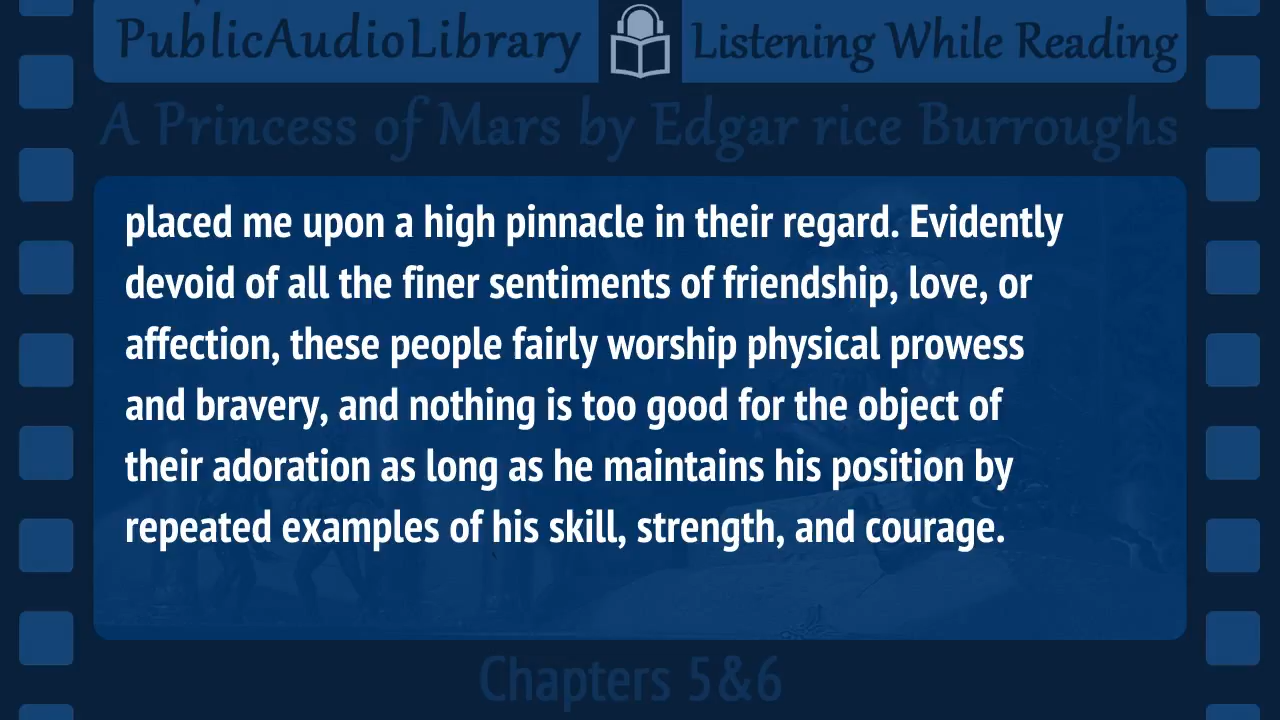 PublicAudioLibrary Listening While Reading
A Princess of Mars by Edgar rice Burroughs
placed me upon a high pinnacle in their regard. Evidently
devoid of all the finer sentiments of friendship, love, or
affection, these people fairly worship physical prowess
and bravery, and nothing is too good for the object of
their adoration as long as he maintains his position by
repeated examples of his skill, strength, and courage.
Chapters 5&6